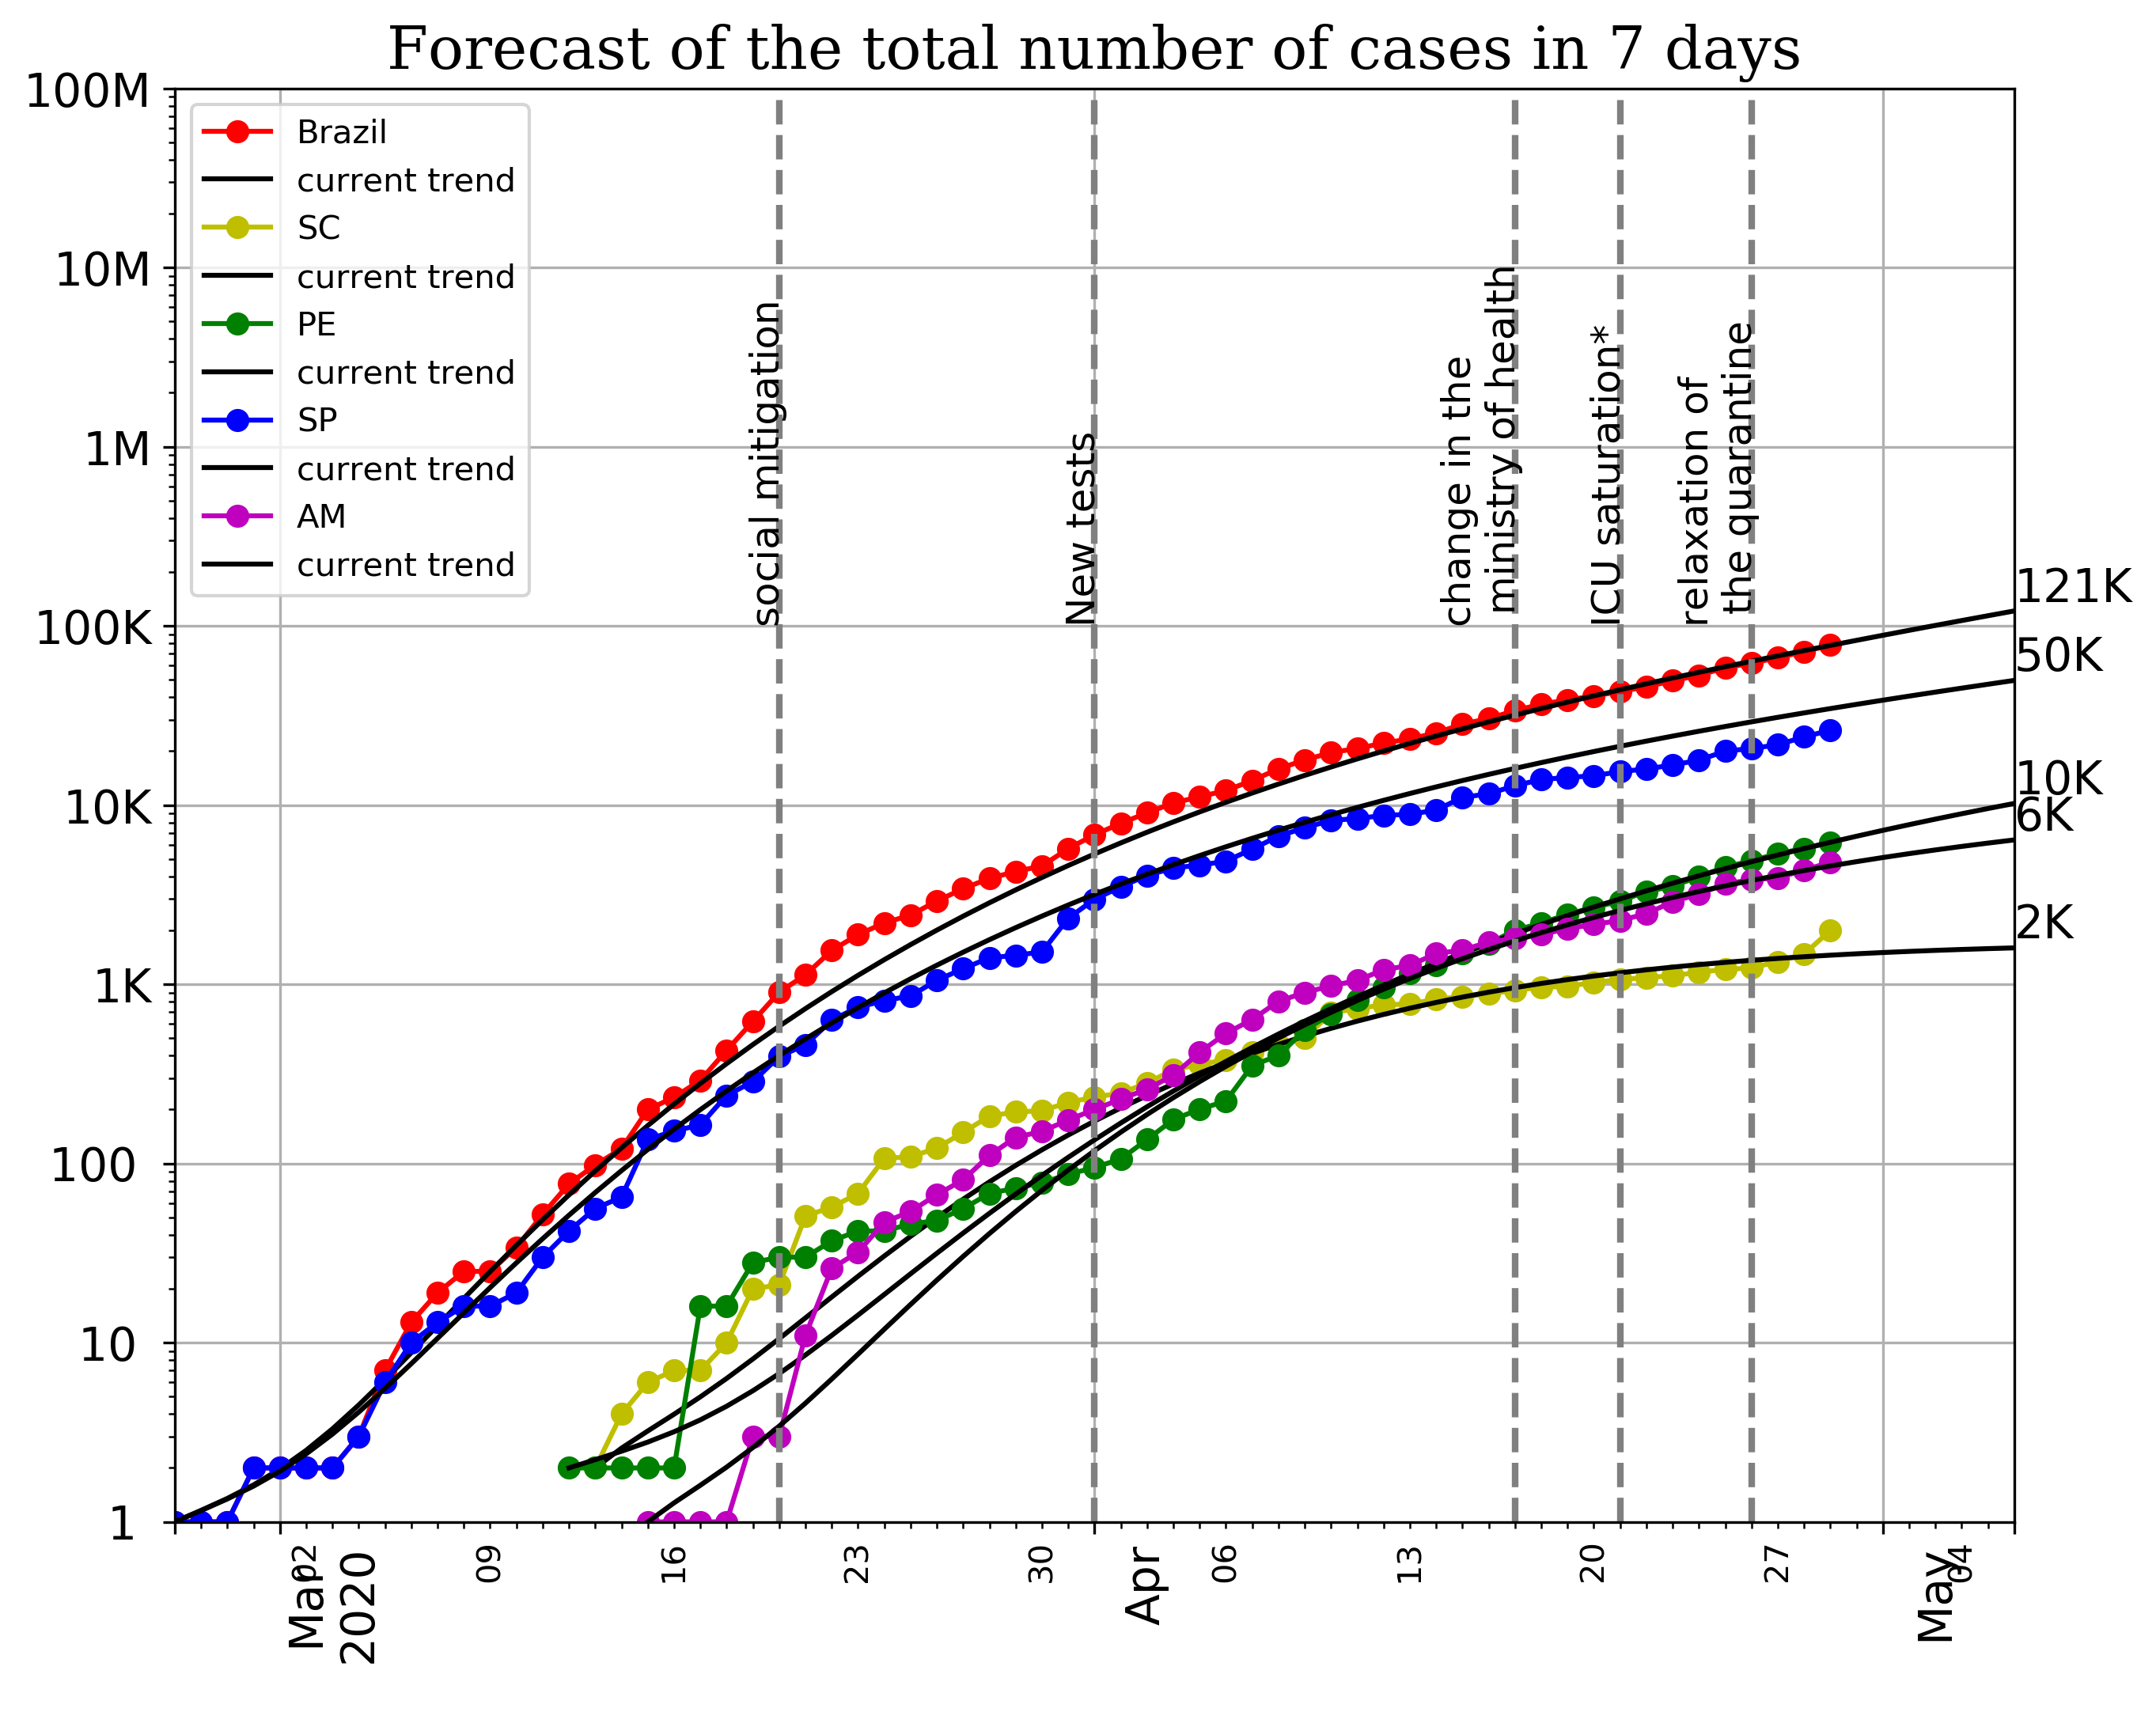 Forecast of the total number of cases in 7 days
100M
10M
1M
100K
10K
1K
100
10
1
Brazil
current trend
SC
current trend
PE
current trend
SP
current trend
AM
current trend
social mitigation
New tests
change in the
ministry of health
ICU saturation*
relaxation of
the quarantine
121K
50K
10K
6K
2K
02
09
16
23
30
06
13
20
27
04
Mar
2020
Apr
May